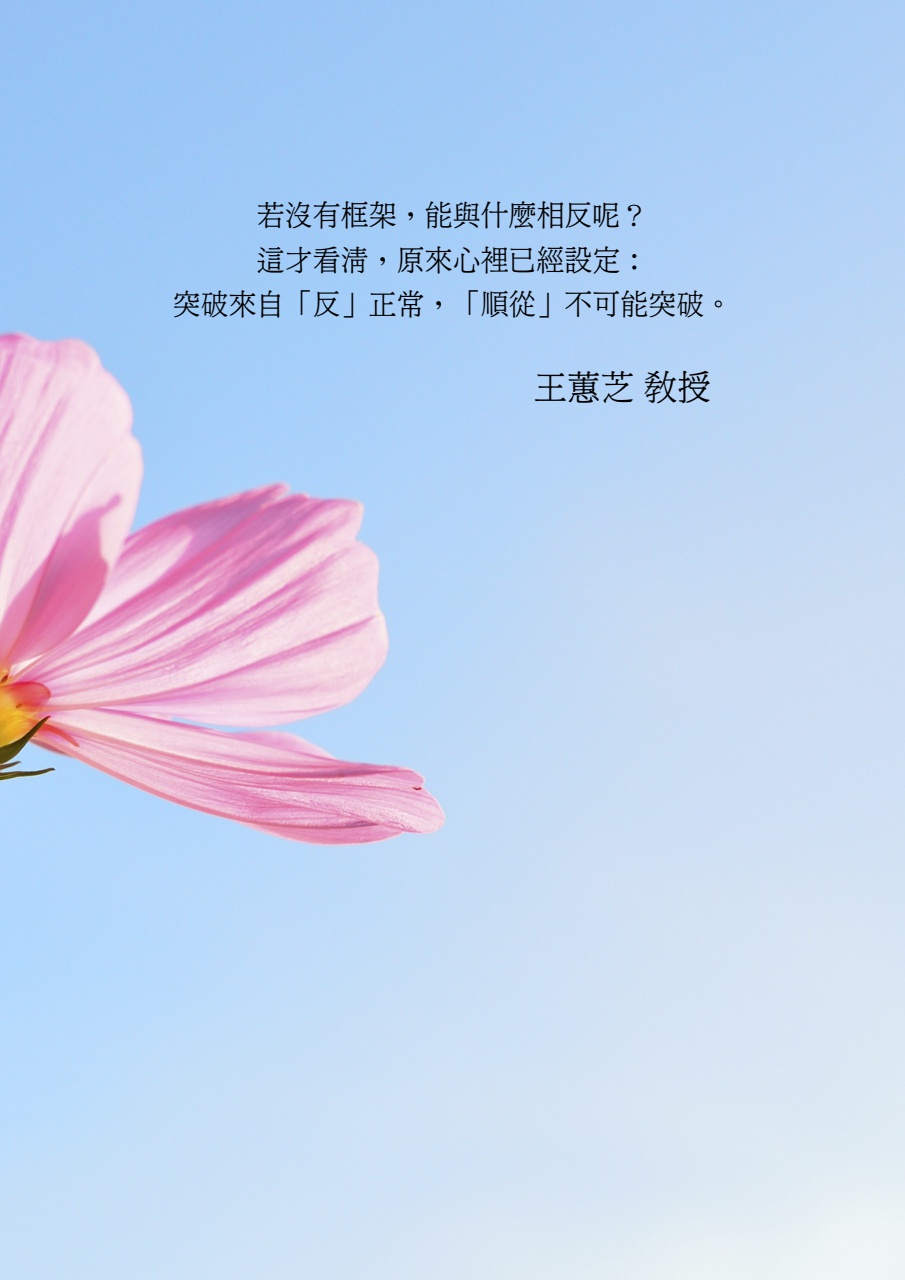 若沒有框架，能與什麼相反呢？
這才看清，原來心裡已經設定：
突破來自「反」正常，「順從」不可能突破。
王蕙芝 教授